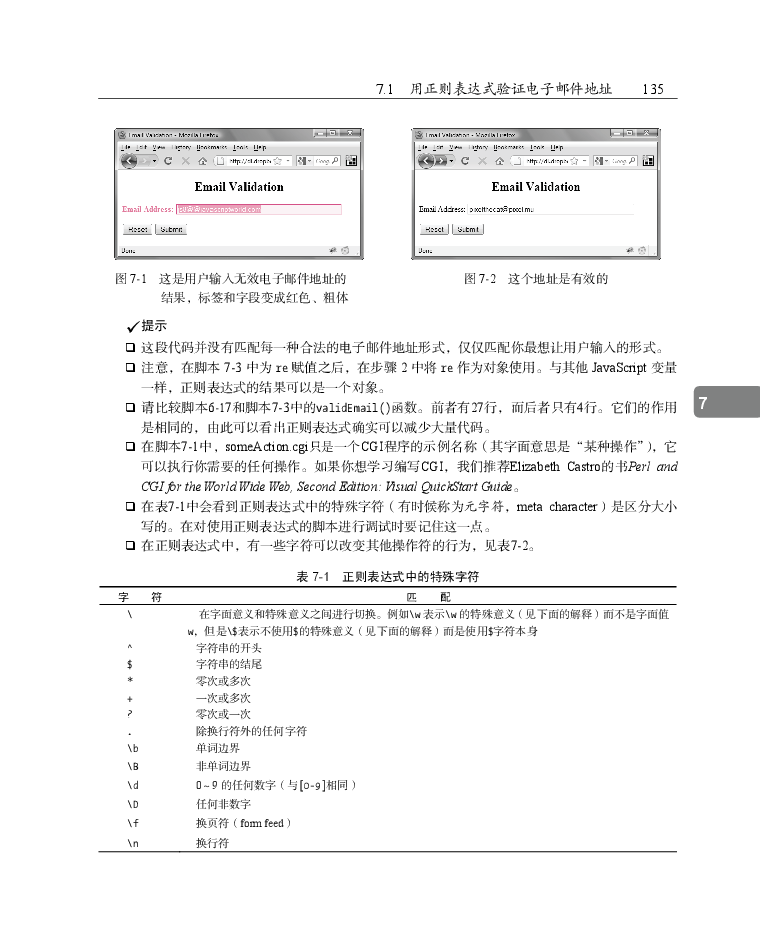 7.1 用正则表达式验证电子邮件地址 135
Email Validation - Mozilla Firefox
File Edit View History Bookmarks Tools Help
Email Validation
Email Address:
Reset Submit
Done
Email Validation - Mozilla Firefox
File Edit View History Bookmarks Tools Help
Email Validation
Email Address: pixelthecat@pixel.mu
Reset Submit
Done
图 7-1 这是用户输入无效电子邮件地址的
结果，标签和字段变成红色、粗体
图 7-2 这个地址是有效的
✓提示
❑ 这段代码并没有匹配每一种合法的电子邮件地址形式，仅仅匹配你最想让用户输入的形式。
❑ 注意，在脚本 7-3 中为 re 赋值之后，在步骤 2 中将 re 作为对象使用。与其他 JavaScript 变量
一样，正则表达式的结果可以是一个对象。
❑ 请比较脚本6-17和脚本7-3中的validEmail()函数。前者有27行，而后者只有4行。它们的作用
是相同的，由此可以看出正则表达式确实可以减少大量代码。
❑ 在脚本7-1中，someAction.cgi只是一个CGI程序的示例名称（其字面意思是“某种操作”），它
可以执行你需要的任何操作。如果你想学习编写CGI，我们推荐Elizabeth Castro的书Perl and
CGI for the World Wide Web, Second Edition: Visual QuickStart Guide。
❑ 在表7-1中会看到正则表达式中的特殊字符（有时候称为元字符，meta character）是区分大小
写的。在对使用正则表达式的脚本进行调试时要记住这一点。
❑ 在正则表达式中，有一些字符可以改变其他操作符的行为，见表7-2。
7
表 7-1 正则表达式中的特殊字符
字 符 匹 配
\ 在字面意义和特殊意义之间进行切换。例如\w 表示\w 的特殊意义（见下面的解释）而不是字面值
w，但是\$表示不使用$的特殊意义（见下面的解释）而是使用$字符本身
^ 字符串的开头
$ 字符串的结尾
* 零次或多次
+ 一次或多次
? 零次或一次
. 除换行符外的任何字符
\b 单词边界
\B 非单词边界
\d 0～9 的任何数字（与[0-9]相同）
\D 任何非数字
\f 换页符（form feed）
\n 换行符